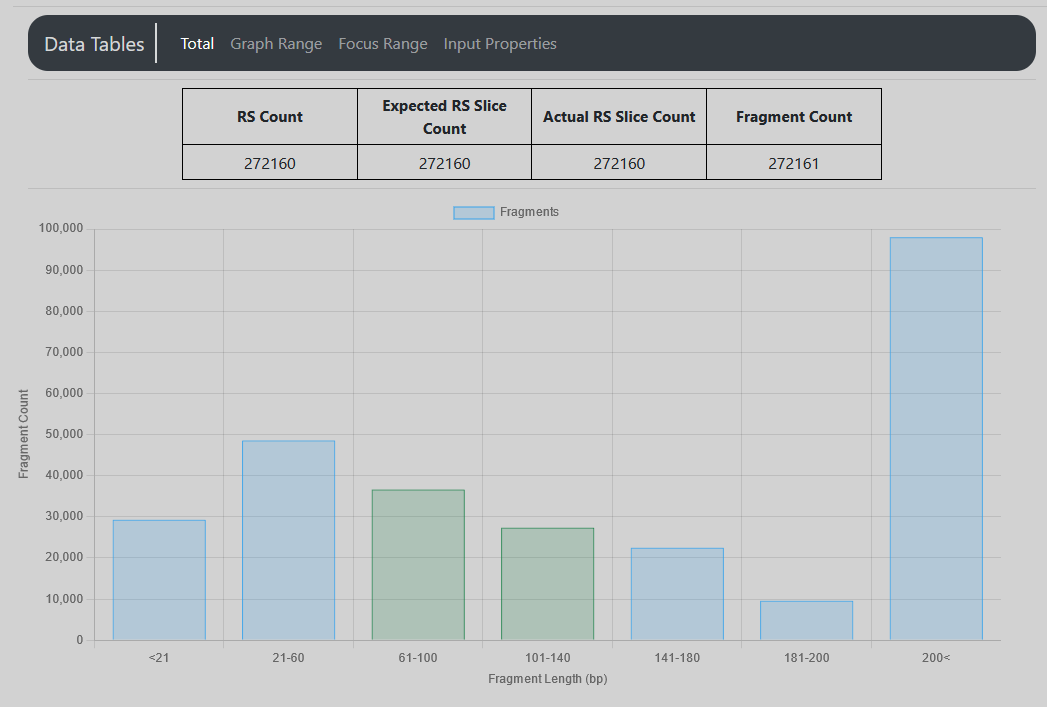 Data Tables Total Graph Range Focus Range Input Properties
RS Count Expected RS Slice Count Actual RS Slice Count Fragment Count
272160 272160 272160 272161
Fragments
100,000
90,000
80,000
70,000
60,000
50,000
40,000
30,000
20,000
10,000
0
Fragment Count
<21 21-60 61-100 101-140 141-180 181-200 200<
Fragment Length (bp)